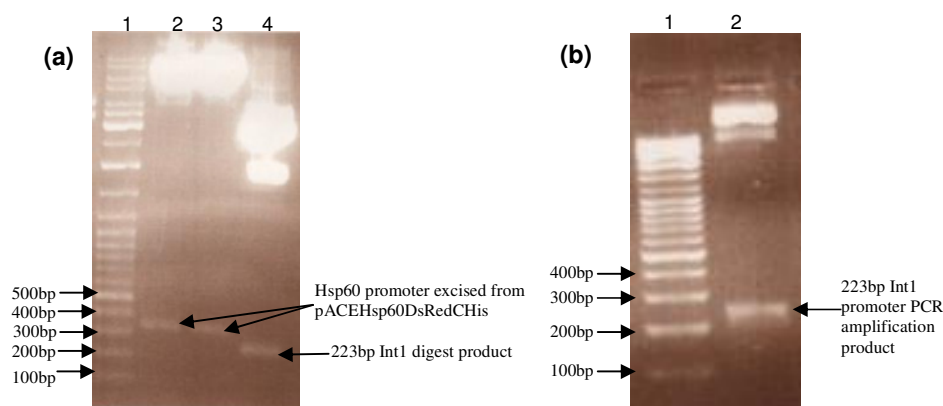 (a)
1 2 3 4
500bp
400bp
300bp
200bp
100bp
Hsp60 promoter excised from
pACEHsp60DsRedCHis
223bp Int1 digest product
(b)
1 2
400bp
300bp
200bp
100bp
223bp Int1
promoter PCR
amplification
product